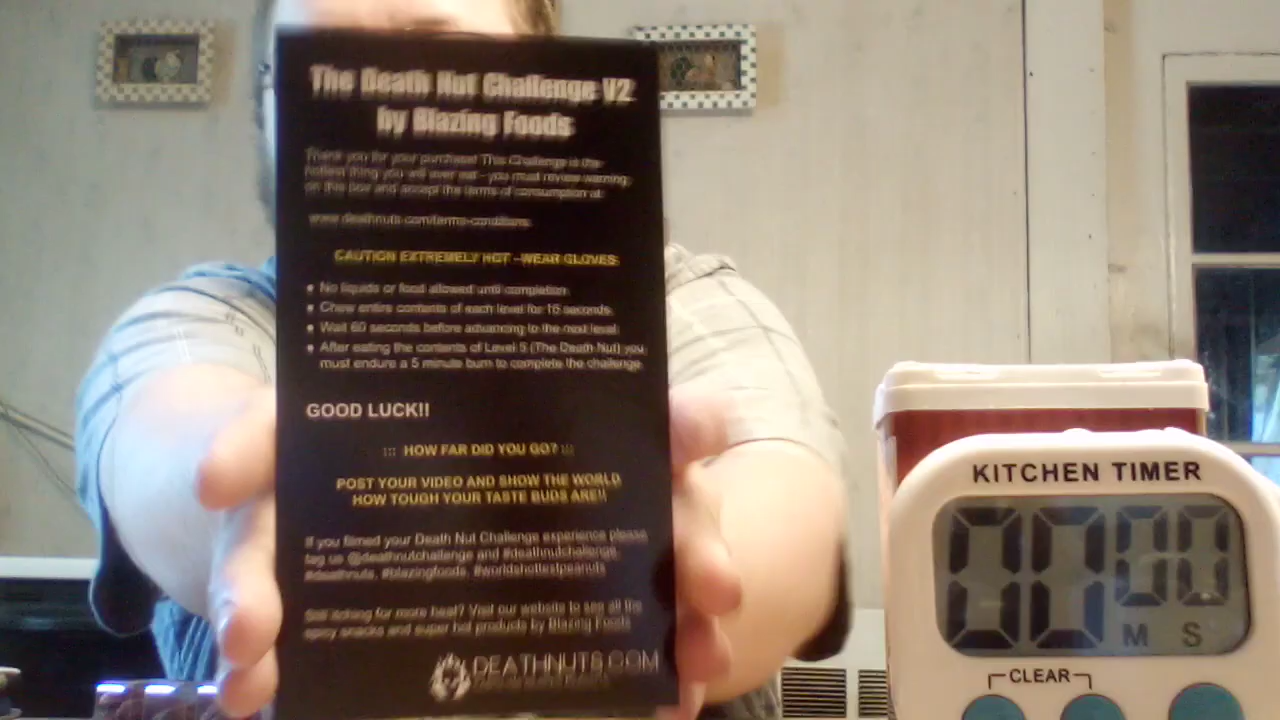 The Death Nut Challenge V2
by Blazing Foods
Thank you for your purchase! This Challenge is the
hottest thing you will ever eat - you must review warning
on this box and accept the terms of consumption at:
www.deathnuts.com/terms-conditions
CAUTION EXTREMELY HOT - WEAR GLOVES
• No liquids or food allowed until completion.
• Chew entire contents of each level for 15 seconds.
• Wait 60 seconds before advancing to the next level.
• After eating the contents of Level 5 (The Death Nut) you
must endure a 5 minute burn to complete the challenge.
GOOD LUCK!!
::: HOW FAR DID YOU GO? :::
POST YOUR VIDEO AND SHOW THE WORLD
HOW TOUGH YOUR TASTE BUDS ARE!!
If you filmed your Death Nut Challenge experience please
tag us @deathnutchallenge and #deathnutchallenge,
#deathnuts, #blazingfoods, #worldshottestpeanuts
Still itching for more heat? Visit our website to see all the
spicy snacks and super hot products by Blazing Foods
DEATHNUTS.COM
KITCHEN TIMER
00 00
M S
CLEAR